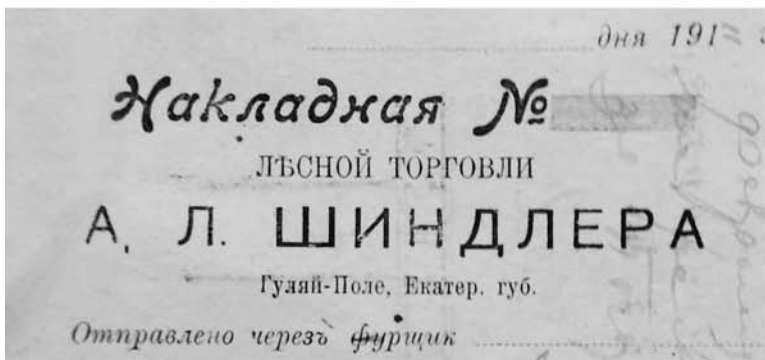 дня 191
Накладная №
ЛѢСНОЙ ТОРГОВЛИ
А. Л. ШИНДЛЕРА
Гуляй-Поле, Екатер. губ.
Отправлено черезъ фурщик